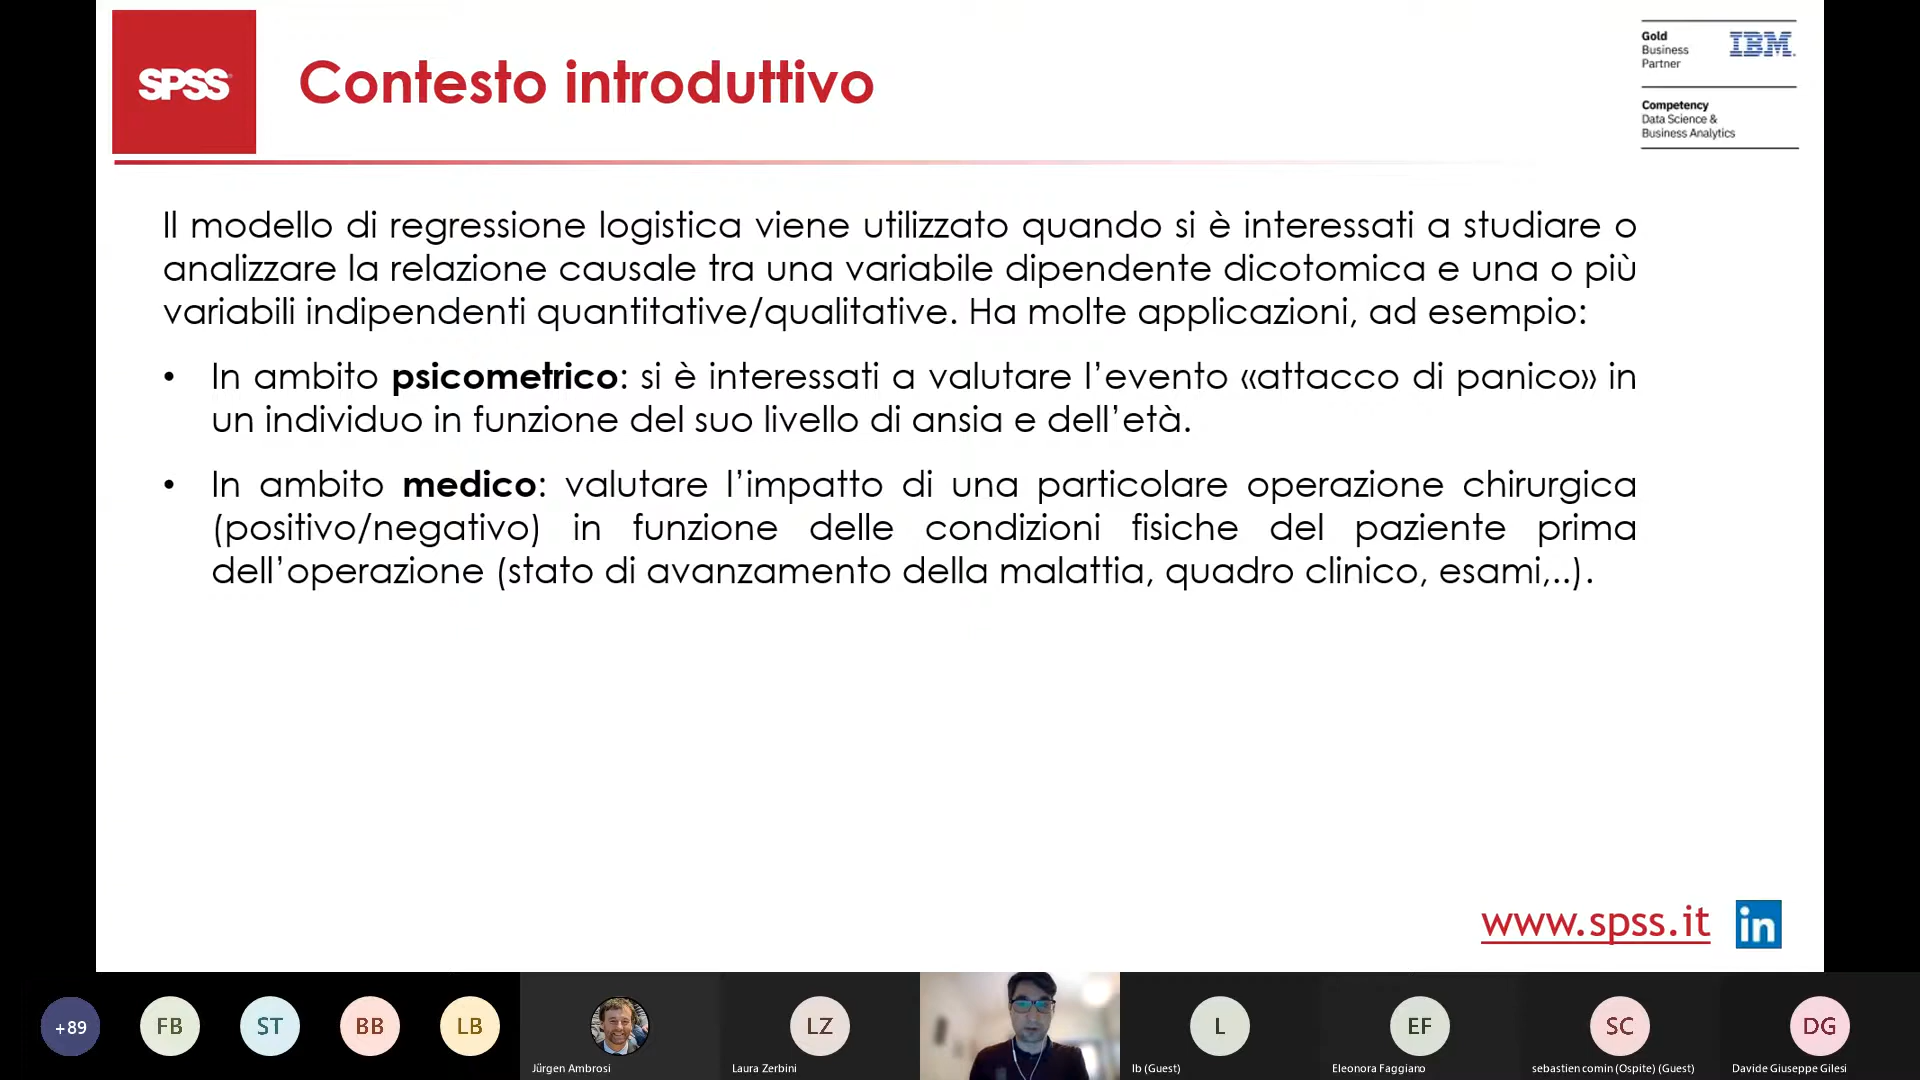 SPSS
Contesto introduttivo
Gold
Business
Partner
IBM
Competency
Data Science &
Business Analytics
Il modello di regressione logistica viene utilizzato quando si è interessati a studiare o
analizzare la relazione causale tra una variabile dipendente dicotomica e una o più
variabili indipendenti quantitative/qualitative. Ha molte applicazioni, ad esempio:
• In ambito psicometrico: si è interessati a valutare l’evento «attacco di panico» in
un individuo in funzione del suo livello di ansia e dell’età.
• In ambito medico: valutare l’impatto di una particolare operazione chirurgica
(positivo/negativo) in funzione delle condizioni fisiche del paziente prima
dell’operazione (stato di avanzamento della malattia, quadro clinico, esami,..).
www.spss.it
in
+89
FB
ST
BB
LB
Jürgen Ambrosi
LZ
Laura Zerbini
L
lb (Guest)
EF
Eleonora Faggiano
SC
sebastien comin (Ospite) (Guest)
DG
Davide Giuseppe Gilesi